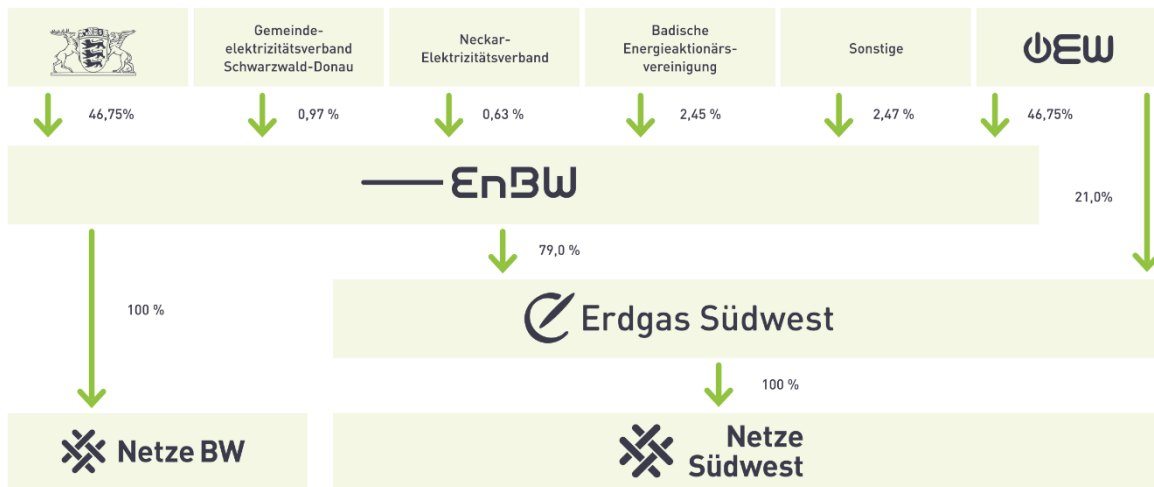 Gemeinde-
elektrizitätsverband
Schwarzwald-Donau
Neckar-
Elektrizitätsverband
Badische
Energieaktionärs-
vereinigung
Sonstige
OEW
46,75%
0,97 %
0,63 %
2,45 %
2,47 %
46,75%
EnBW
21,0%
79,0 %
100 %
Erdgas Südwest
100 %
Netze BW
Netze
Südwest